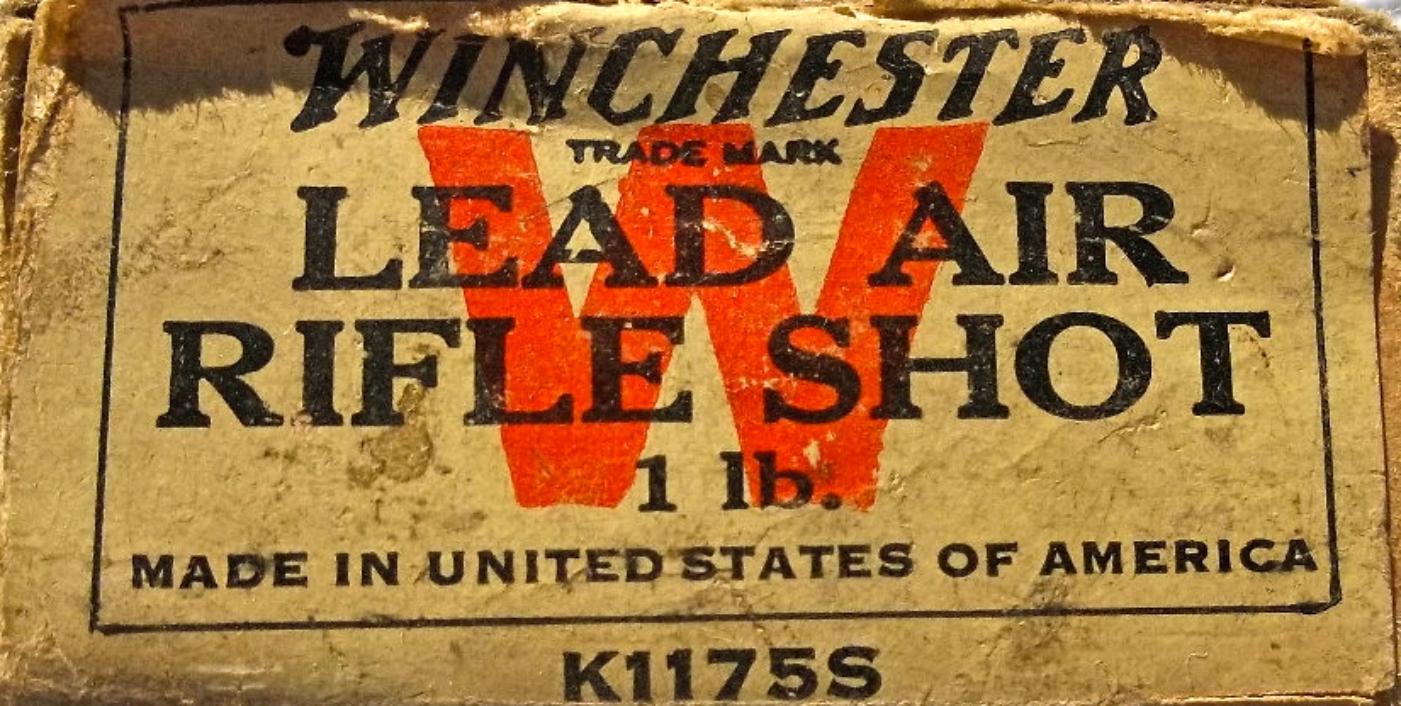 WINCHESTER
TRADE MARK
W
LEAD AIR
RIFLE SHOT
1 lb.
MADE IN UNITED STATES OF AMERICA
K1175S